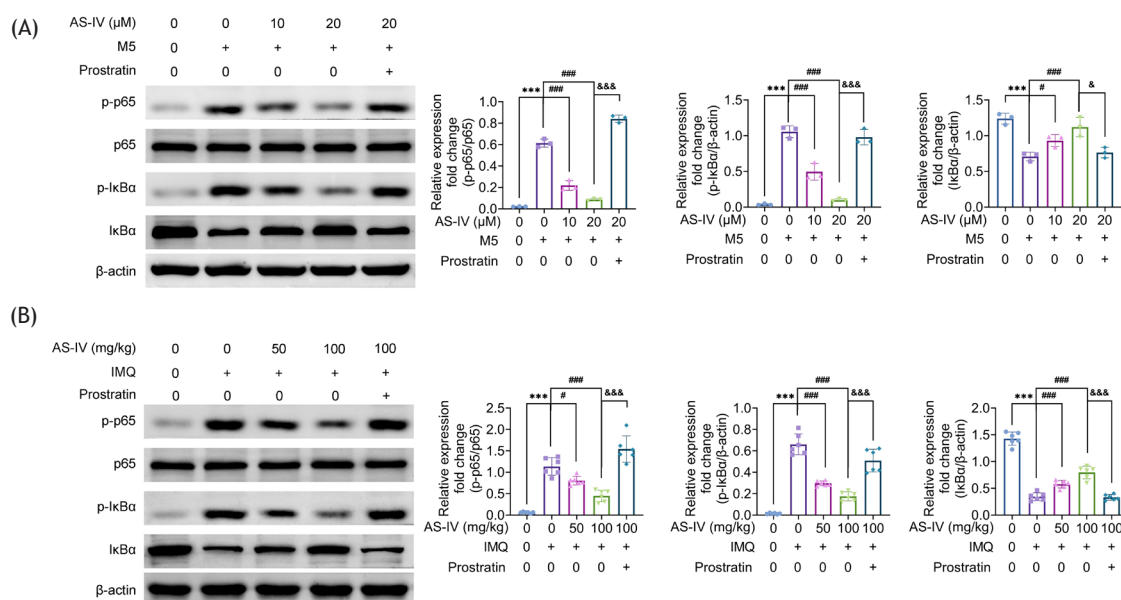 (A)
AS-IV (μM) 0 0 10 20 20
M5 0 + + + +
Prostratin 0 0 0 0 +
p-p65
p65
p-IκBα
IκBα
β-actin
Relative expression
fold change
(p-p65/p65)
1.0
0.8
0.6
0.4
0.2
0.0
*** ### ### &&&
AS-IV (μM) 0 0 10 20 20
M5 0 + + + +
Prostratin 0 0 0 0 +
Relative expression
fold change
(p-IκBα/β-actin)
1.5
1.0
0.5
0.0
*** ### ### &&&
0 0 10 20 20
AS-IV (μM)
M5 0 + + + +
Prostratin 0 0 0 0 +
Relative expression
fold change
(IκBα/β-actin)
1.5
1.0
0.5
0.0
*** # ### &
AS-IV (μM) 0 0 10 20 20
M5 0 + + + +
Prostratin 0 0 0 0 +
(B)
AS-IV (mg/kg) 0 0 50 100 100
IMQ 0 + + + +
Prostratin 0 0 0 0 +
p-p65
p65
p-IκBα
IκBα
β-actin
Relative expression
fold change
(p-p65/p65)
2.5
2.0
1.5
1.0
0.5
0.0
*** # ### &&&
AS-IV (mg/kg) 0 0 50 100 100
IMQ 0 + + + +
Prostratin 0 0 0 0 +
Relative expression
fold change
(p-IκBα/β-actin)
1.0
0.8
0.6
0.4
0.2
0.0
*** ### ### &&&
AS-IV (mg/kg) 0 0 50 100 100
IMQ 0 + + + +
Prostratin 0 0 0 0 +
Relative expression
fold change
(IκBα/β-actin)
2.0
1.5
1.0
0.5
0.0
*** ### ### &&&
AS-IV (mg/kg) 0 0 50 100 100
IMQ 0 + + + +
Prostratin 0 0 0 0 +